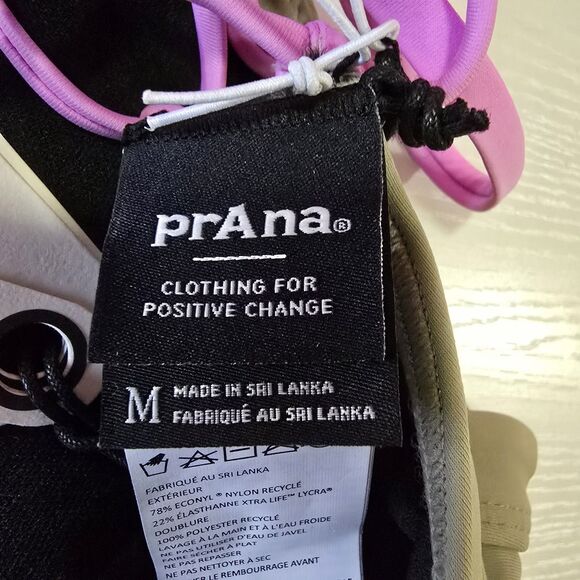 prAna®
CLOTHING FOR
POSITIVE CHANGE
M
MADE IN SRI LANKA
FABRIQUÉ AU SRI LANKA
FABRIQUÉ AU SRI LANKA
EXTÉRIEUR
78% ECONYL® NYLON RECYCLÉ
22% ÉLASTHANNE XTRA LIFE™ LYCRA®
DOUBLURE
100% POLYESTER RECYCLÉ
LAVAGE À LA MAIN ET À L'EAU FROIDE
NE PAS UTILISER D'EAU DE JAVEL
FAIRE SÉCHER À PLAT
NE PAS REPASSER
NE PAS NETTOYER À SEC
LE REMBOURRAGE AVANT